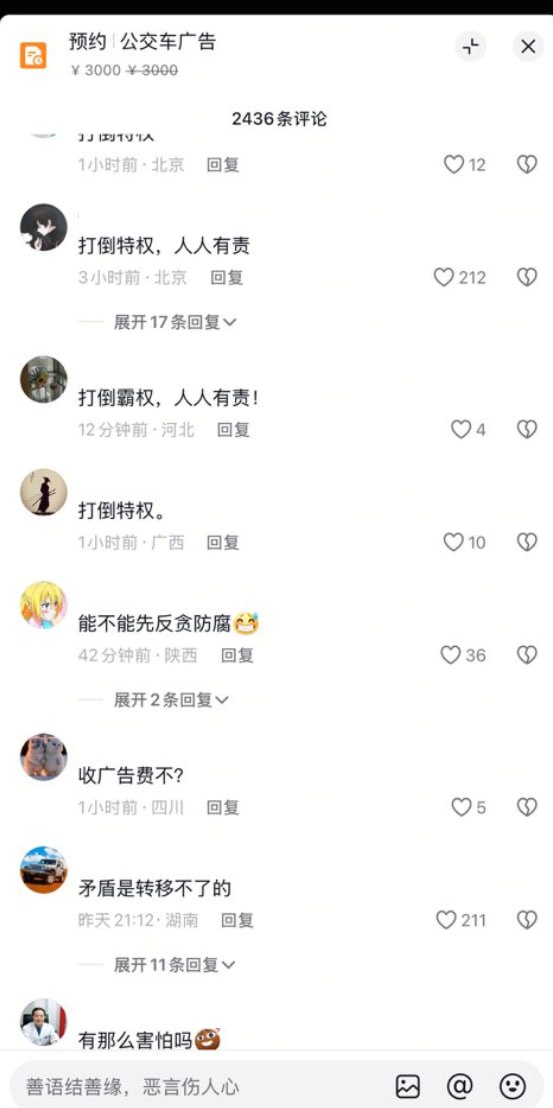 预约 | 公交车广告
¥ 3000 ¥ 3000
2436条评论
打倒特权
1小时前 · 北京 回复 12
打倒特权，人人有责
3小时前 · 北京 回复 212
展开17条回复
打倒霸权，人人有责！
12分钟前 · 河北 回复 4
打倒特权。
1小时前 · 广西 回复 10
能不能先反贪防腐
42分钟前 · 陕西 回复 36
展开2条回复
收广告费不?
1小时前 · 四川 回复 5
矛盾是转移不了的
昨天21:12 · 湖南 回复 211
展开11条回复
有那么害怕吗
善语结善缘，恶言伤人心